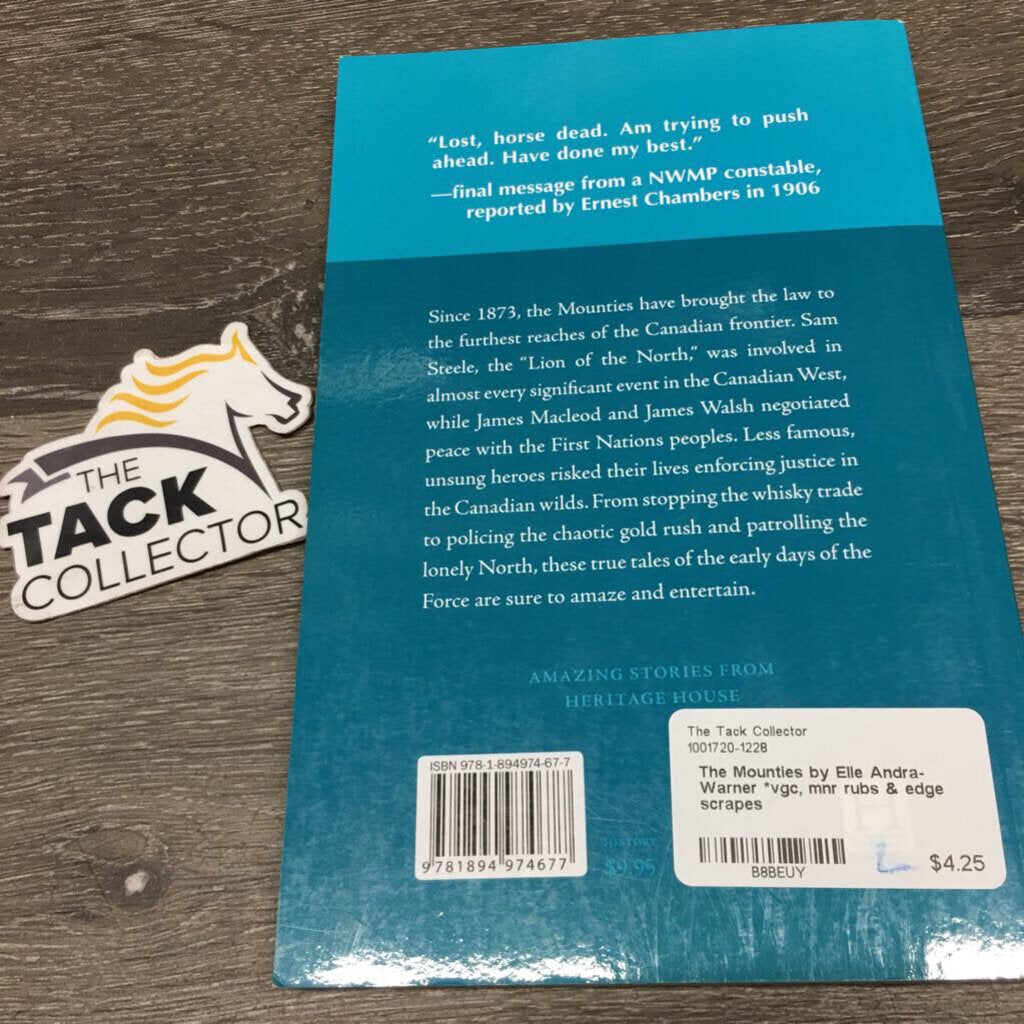 "Lost, horse dead. Am trying to push
ahead. Have done my best."
—final message from a NWMP constable,
reported by Ernest Chambers in 1906
Since 1873, the Mounties have brought the law to
the furthest reaches of the Canadian frontier. Sam
Steele, the "Lion of the North," was involved in
almost every significant event in the Canadian West,
while James Macleod and James Walsh negotiated
peace with the First Nations peoples. Less famous,
unsung heroes risked their lives enforcing justice in
the Canadian wilds. From stopping the whisky trade
to policing the chaotic gold rush and patrolling the
lonely North, these true tales of the early days of the
Force are sure to amaze and entertain.
THE
TACK
COLLECTOR
AMAZING STORIES FROM
HERITAGE HOUSE
ISBN 978-1-894974-67-7
9781894 974677
HISTORY
$9.95
The Tack Collector
1001720-1228
The Mounties by Elle Andra-
Warner *vgc, mnr rubs & edge
scrapes
B8BEUY
L
$4.25